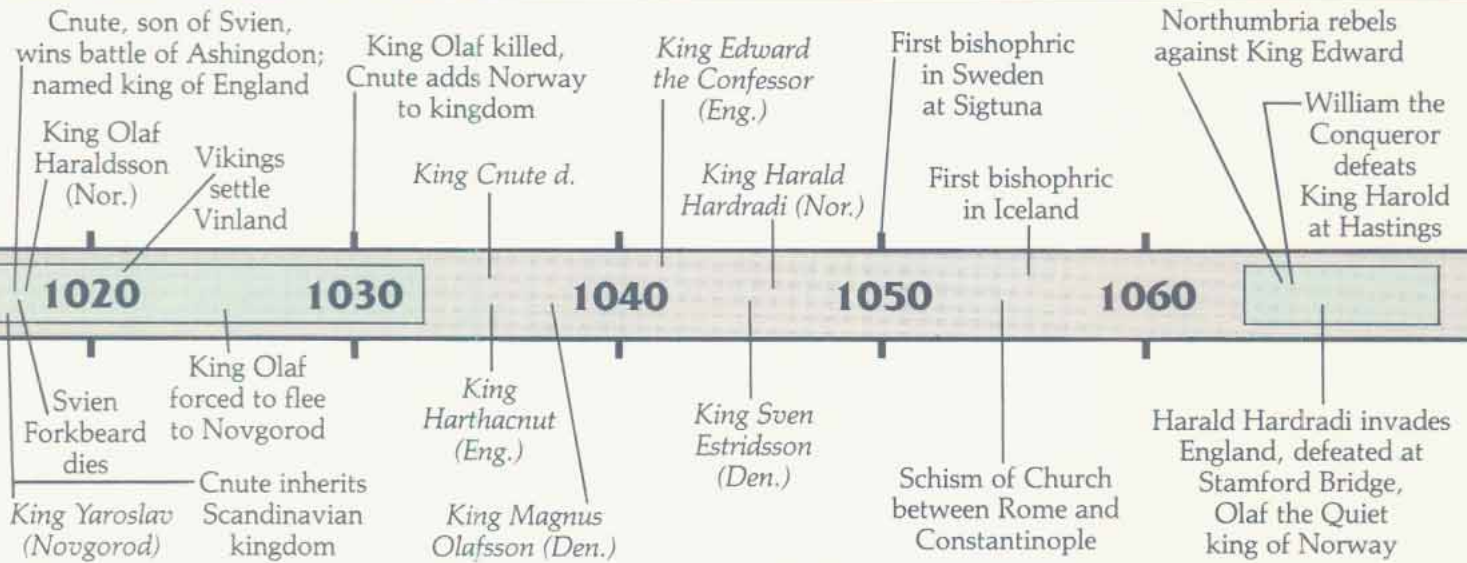 Cnute, son of Svien,
wins battle of Ashingdon;
named king of England
King Olaf
Haraldsson
(Nor.)
Vikings
settle
Vinland
King Olaf killed,
Cnute adds Norway
to kingdom
King Cnute d.
King Edward
the Confessor
(Eng.)
King Harald
Hardradi (Nor.)
First bishophric
in Sweden
at Sigtuna
First bishophric
in Iceland
Northumbria rebels
against King Edward
William the
Conqueror
defeats
King Harold
at Hastings
1020
1030
1040
1050
1060
Svien
Forkbeard
dies
King Yaroslav
(Novgorod)
King Olaf
forced to flee
to Novgorod
Cnute inherits
Scandinavian
kingdom
King
Harthacnut
(Eng.)
King Magnus
Olafsson (Den.)
King Sven
Estridsson
(Den.)
Schism of Church
between Rome and
Constantinople
Harald Hardradi invades
England, defeated at
Stamford Bridge,
Olaf the Quiet
king of Norway